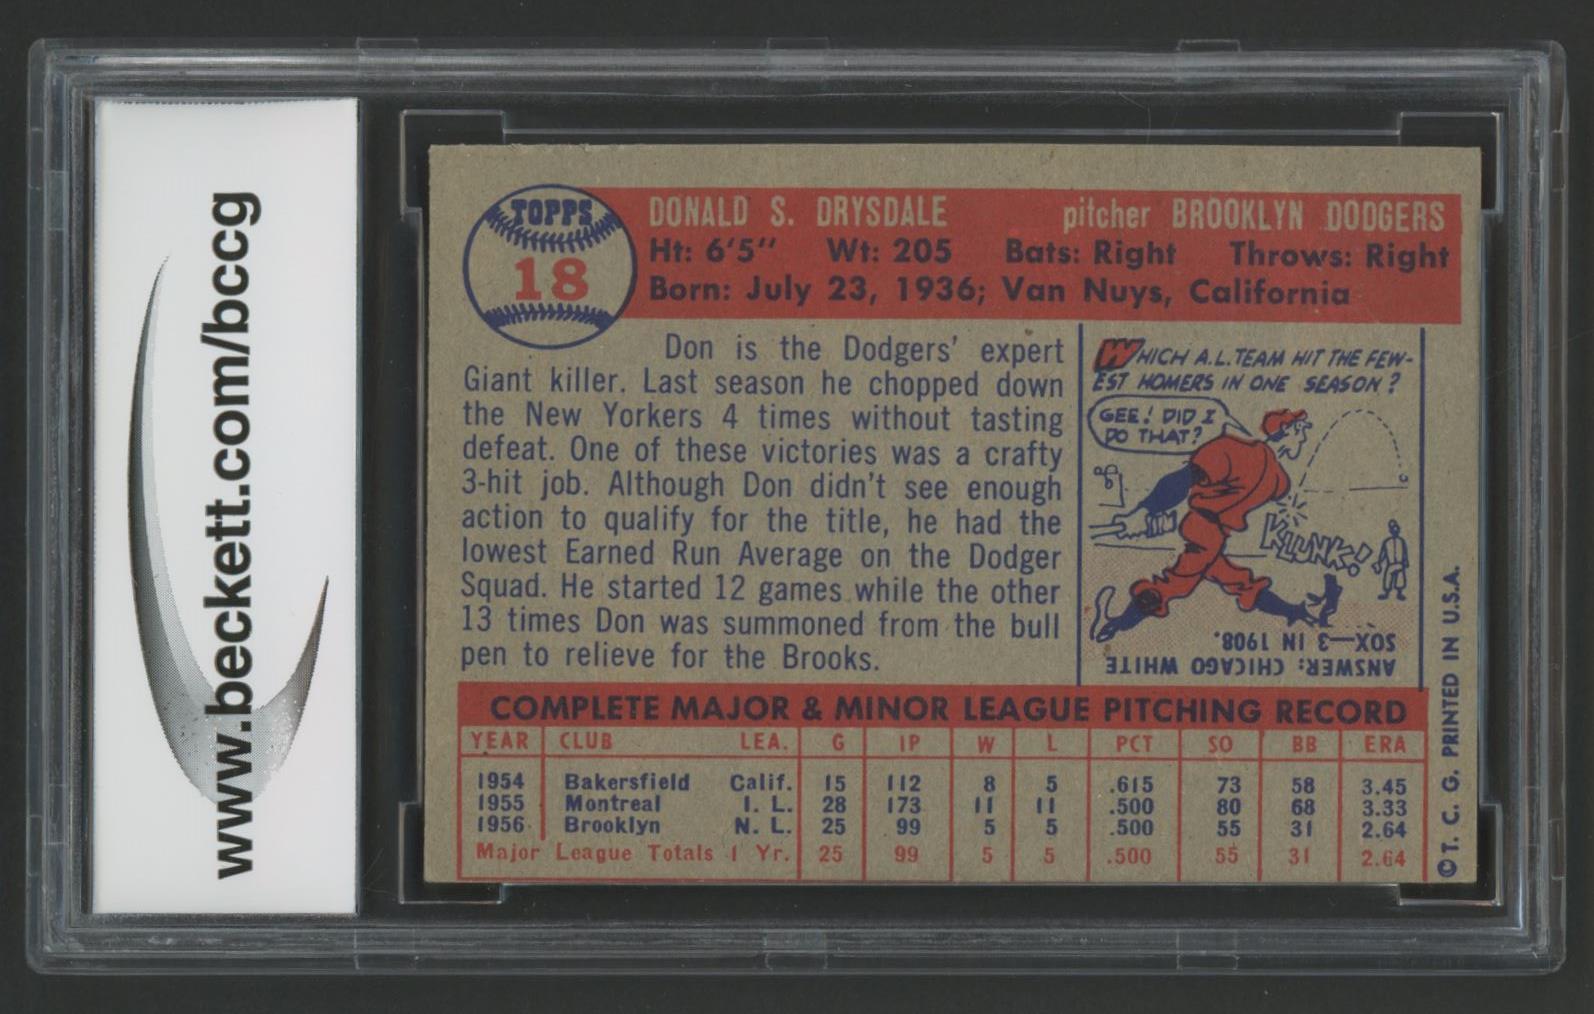 www.beckett.com/bccg
TOPPS
18
DONALD S. DRYSDALE pitcher BROOKLYN DODGERS
Ht: 6'5" Wt: 205 Bats: Right Throws: Right
Born: July 23, 1936; Van Nuys, California
Don is the Dodgers' expert
Giant killer. Last season he chopped down
the New Yorkers 4 times without tasting
defeat. One of these victories was a crafty
3-hit job. Although Don didn't see enough
action to qualify for the title, he had the
lowest Earned Run Average on the Dodger
Squad. He started 12 games while the other
13 times Don was summoned from the bull
pen to relieve for the Brooks.
WHICH A.L. TEAM HIT THE FEW-
EST HOMERS IN ONE SEASON?
GEE! DID I
DO THAT?
KLUNK!
ANSWER: CHICAGO WHITE
SOX—3 IN 1908.
COMPLETE MAJOR & MINOR LEAGUE PITCHING RECORD
YEAR CLUB LEA. G IP W L PCT SO BB ERA
1954 Bakersfield Calif. 15 112 8 5 .615 73 58 3.45
1955 Montreal I. L. 28 173 11 11 .500 80 68 3.33
1956 Brooklyn N. L. 25 99 5 5 .500 55 31 2.64
Major League Totals 1 Yr. 25 99 5 5 .500 55 31 2.64
©T. C. G. PRINTED IN U.S.A.